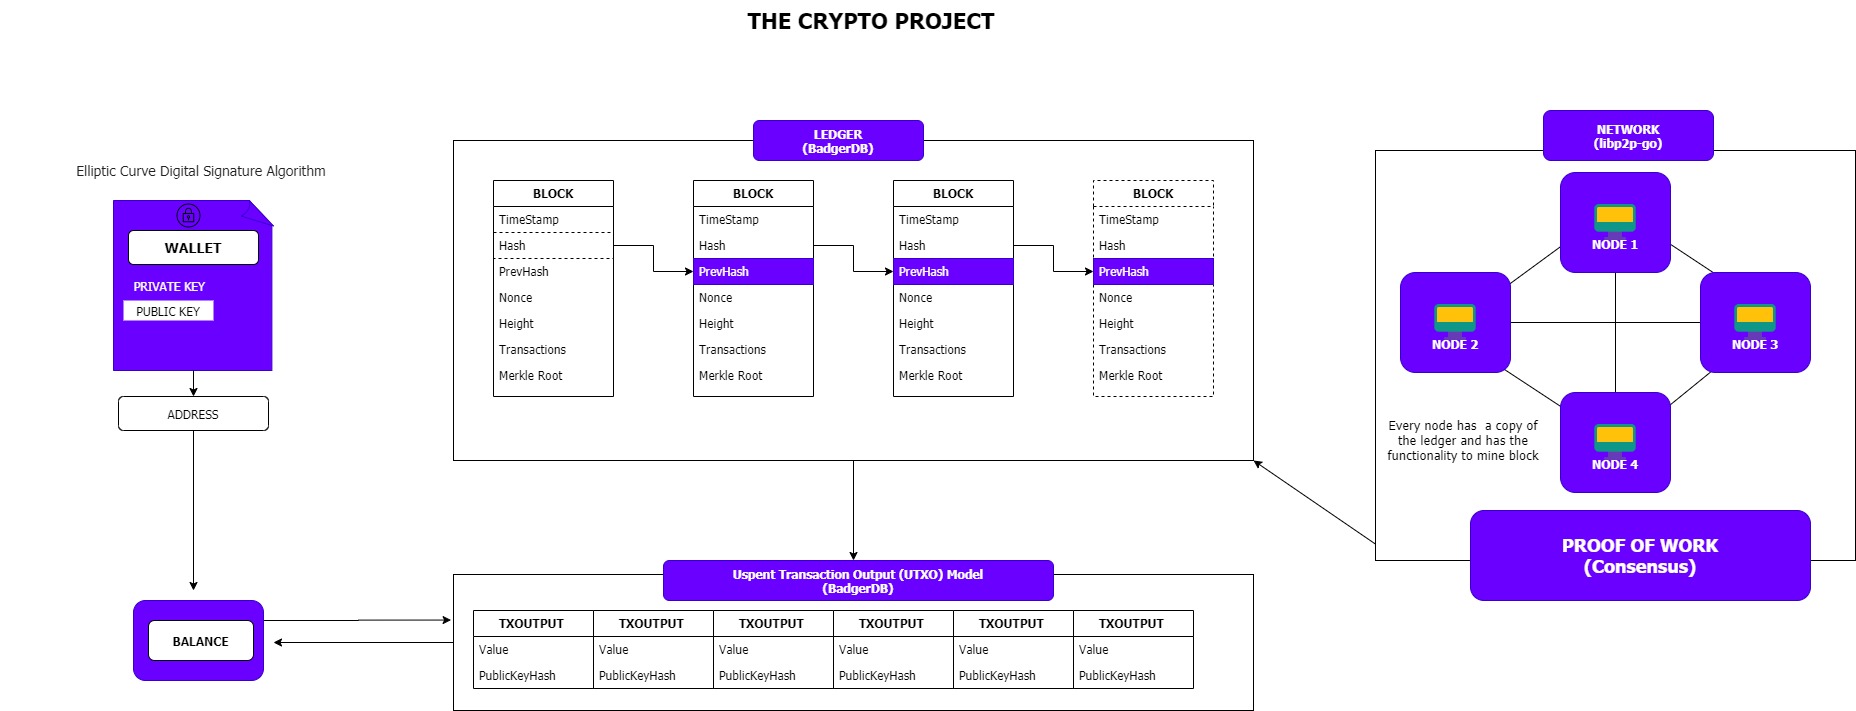 THE CRYPTO PROJECT
Elliptic Curve Digital Signature Algorithm
WALLET
PRIVATE KEY
PUBLIC KEY
ADDRESS
BALANCE
LEDGER
(BadgerDB)
BLOCK
TimeStamp
Hash
PrevHash
Nonce
Height
Transactions
Merkle Root
BLOCK
TimeStamp
Hash
PrevHash
Nonce
Height
Transactions
Merkle Root
BLOCK
TimeStamp
Hash
PrevHash
Nonce
Height
Transactions
Merkle Root
BLOCK
TimeStamp
Hash
PrevHash
Nonce
Height
Transactions
Merkle Root
Uspent Transaction Output (UTXO) Model
(BadgerDB)
TXOUTPUT
Value
PublicKeyHash
TXOUTPUT
Value
PublicKeyHash
TXOUTPUT
Value
PublicKeyHash
TXOUTPUT
Value
PublicKeyHash
TXOUTPUT
Value
PublicKeyHash
TXOUTPUT
Value
PublicKeyHash
NETWORK
(libp2p-go)
NODE 1
NODE 2
NODE 3
NODE 4
Every node has a copy of
the ledger and has the
functionality to mine block
PROOF OF WORK
(Consensus)